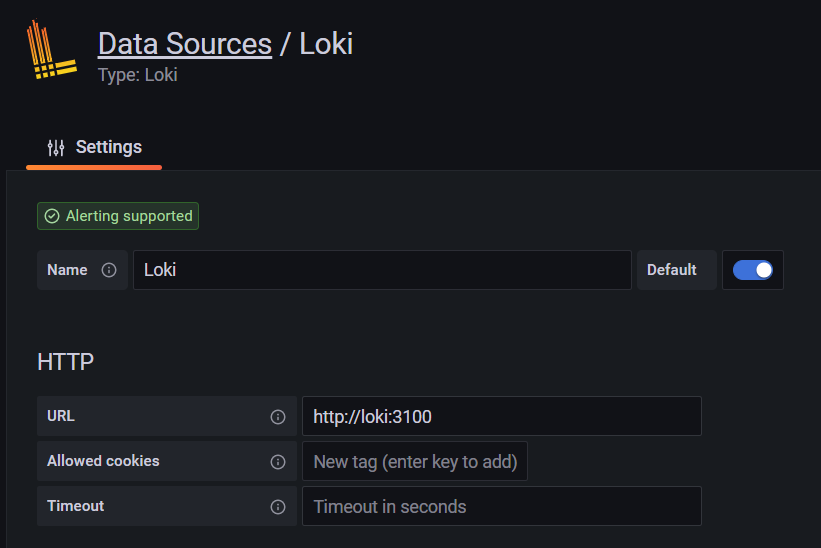 Data Sources / Loki
Type: Loki
Settings
Alerting supported
Name Loki Default
HTTP
URL http://loki:3100
Allowed cookies New tag (enter key to add)
Timeout Timeout in seconds